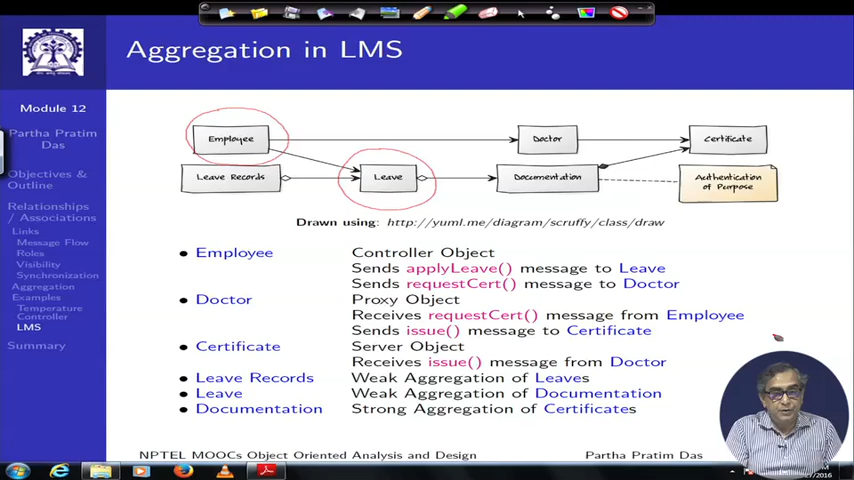 Aggregation in LMS
Module 12
Partha Pratim
Das
Objectives &
Outline
Relationships
/ Associations
Links
Message Flow
Roles
Visibility
Synchronization
Aggregation
Examples
Temperature
Controller
LMS
Summary
Employee
Doctor
Certificate
Leave Records
Leave
Documentation
Authentication
of Purpose
Drawn using: http://yuml.me/diagram/scruffy/class/draw
• Employee Controller Object
Sends applyLeave() message to Leave
Sends requestCert() message to Doctor
• Doctor Proxy Object
Receives requestCert() message from Employee
Sends issue() message to Certificate
• Certificate Server Object
Receives issue() message from Doctor
• Leave Records Weak Aggregation of Leaves
• Leave Weak Aggregation of Documentation
• Documentation Strong Aggregation of Certificates
NPTEL MOOCs Object Oriented Analysis and Design Partha Pratim Das